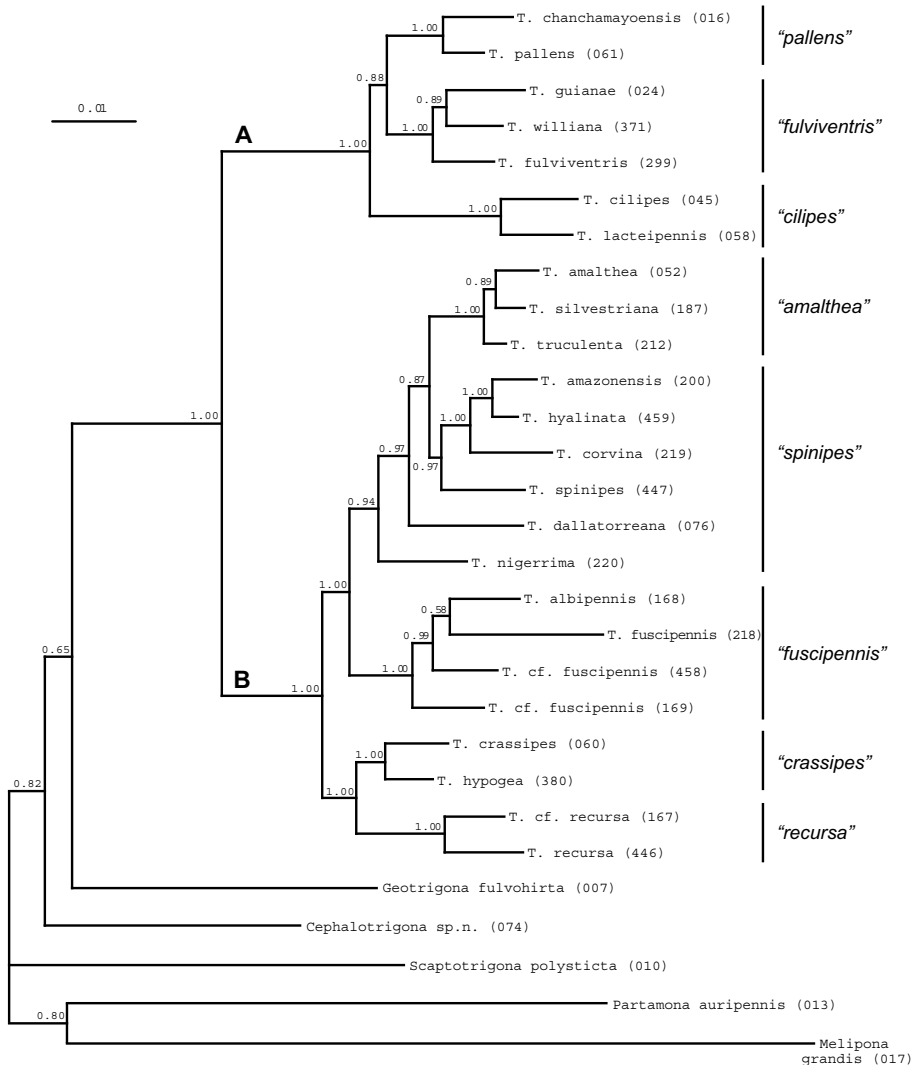 T. chanchamayoensis (016)
1.00
T. pallens (061)
“pallens”
0.88
0.01
T. guianae (024)
0.89
T. williana (371)
1.00
T. fulviventris (299)
“fulviventris”
A
1.00
T. cilipes (045)
1.00
T. lacteipennis (058)
“cilipes”
T. amalthea (052)
0.89
T. silvestriana (187)
1.00
T. truculenta (212)
“amalthea”
0.87
T. amazonensis (200)
1.00
T. hyalinata (459)
1.00
T. corvina (219)
0.97
0.97
T. spinipes (447)
“spinipes”
1.00
T. dallatorreana (076)
0.94
T. nigerrima (220)
1.00
T. albipennis (168)
0.58
T. fuscipennis (218)
0.99
T. cf. fuscipennis (458)
1.00
T. cf. fuscipennis (169)
“fuscipennis”
0.65
B
1.00
T. crassipes (060)
1.00
T. hypogea (380)
“crassipes”
0.82
1.00
T. cf. recursa (167)
1.00
T. recursa (446)
“recursa”
Geotrigona fulvohirta (007)
Cephalotrigona sp.n. (074)
Scaptotrigona polysticta (010)
Partamona auripennis (013)
0.80
Melipona
grandis (017)